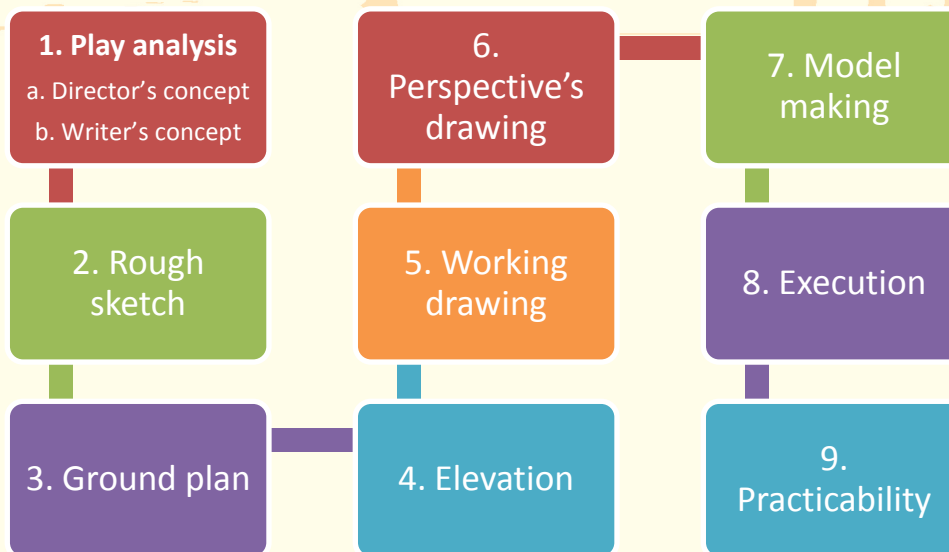 1. Play analysis
a. Director’s concept
b. Writer’s concept
2. Rough
sketch
3. Ground plan
4. Elevation
5. Working
drawing
6.
Perspective’s
drawing
7. Model
making
8. Execution
9.
Practicability